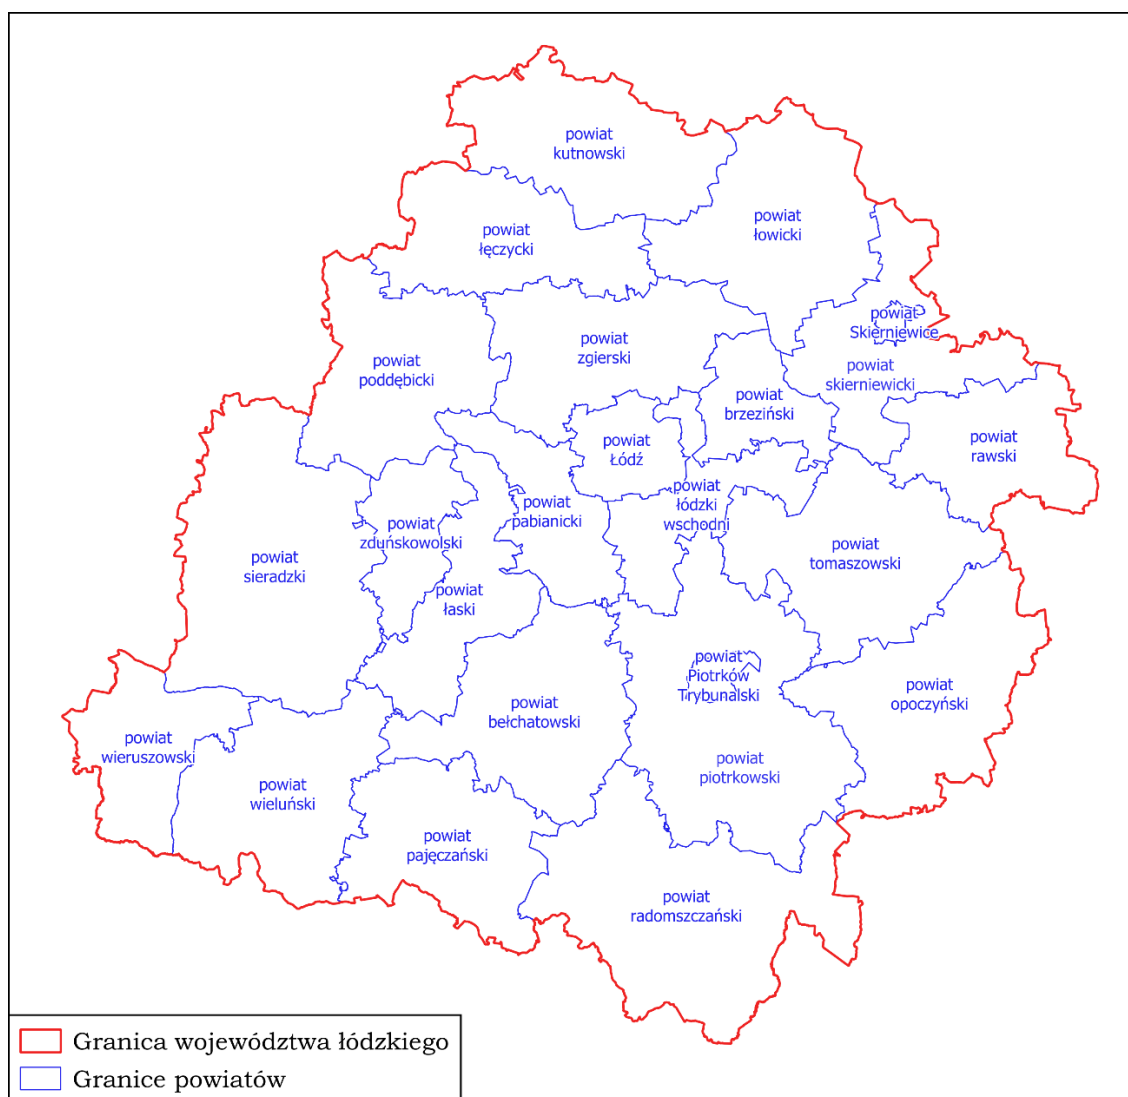 powiat
kutnowski
powiat
łowicki
powiat
łęczycki
powiat
Skierniewice
powiat
zgierski
powiat
poddębicki
powiat
skierniewicki
powiat
brzeziński
powiat
rawski
powiat
Łódź
powiat
łódzki
wschodni
powiat
pabianicki
powiat
zduńskowolski
powiat
tomaszowski
powiat
sieradzki
powiat
łaski
powiat
Piotrków
Trybunalski
powiat
opoczyński
powiat
bełchatowski
powiat
wieruszowski
powiat
piotrkowski
powiat
wieluński
powiat
pajęczański
powiat
radomszczański
Granica województwa łódzkiego
Granice powiatów